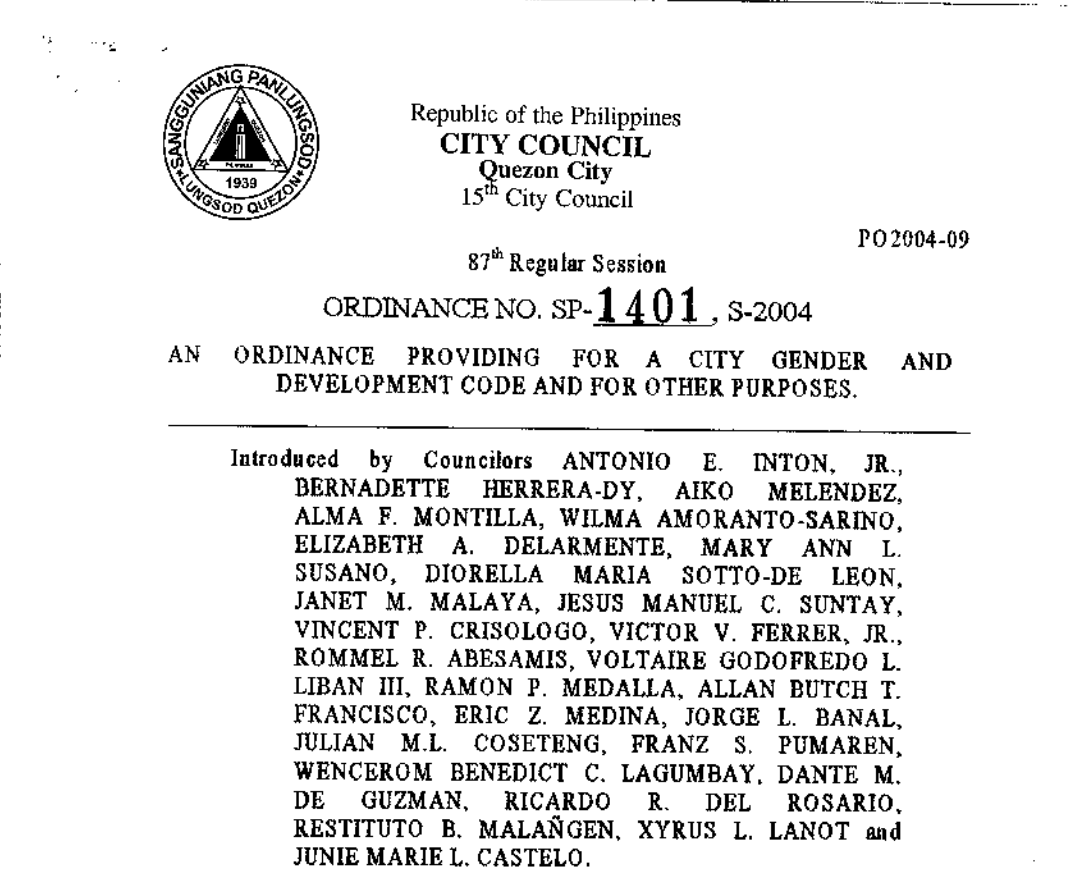 SANGGUNIANG PANLUNGSOD
LUNGSOD QUEZON
1939
Republic of the Philippines
CITY COUNCIL
Quezon City
15th City Council
PO2004-09
87th Regular Session
ORDINANCE NO. SP-1401, S-2004
AN ORDINANCE PROVIDING FOR A CITY GENDER AND
DEVELOPMENT CODE AND FOR OTHER PURPOSES.
Introduced by Councilors ANTONIO E. INTON, JR.,
BERNADETTE HERRERA-DY, AIKO MELENDEZ,
ALMA F. MONTILLA, WILMA AMORANTO-SARINO,
ELIZABETH A. DELARMENTE, MARY ANN L.
SUSANO, DIORELLA MARIA SOTTO-DE LEON,
JANET M. MALAYA, JESUS MANUEL C. SUNTAY,
VINCENT P. CRISOLOGO, VICTOR V. FERRER, JR.,
ROMMEL R. ABESAMIS, VOLTAIRE GODOFREDO L.
LIBAN III, RAMON P. MEDALLA, ALLAN BUTCH T.
FRANCISCO, ERIC Z. MEDINA, JORGE L. BANAL,
JULIAN M.L. COSETENG, FRANZ S. PUMAREN,
WENCEROM BENEDICT C. LAGUMBAY, DANTE M.
DE GUZMAN, RICARDO R. DEL ROSARIO,
RESTITUTO B. MALAÑGEN, XYRUS L. LANOT and
JUNIE MARIE L. CASTELO.